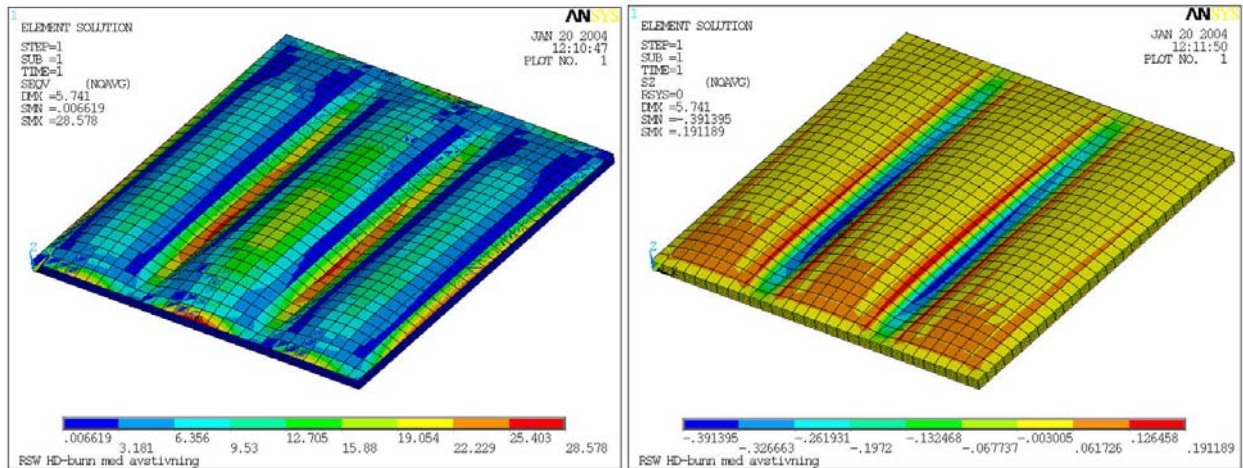 1
ANSYS
ELEMENT SOLUTION
JAN 20 2004
12:10:47
PLOT NO. 1
STEP=1
SUB =1
TIME=1
SEQV (NOAVG)
DMX =5.741
SMN =.006619
SMX =28.578
Z
.006619 3.181 6.356 9.53 12.705 15.88 19.054 22.229 25.403 28.578
RSW HD-bunn med avstivning
1
ANSYS
ELEMENT SOLUTION
JAN 20 2004
12:11:50
PLOT NO. 1
STEP=1
SUB =1
TIME=1
SZ (NOAVG)
RSYS=0
DMX =5.741
SMN =-.391395
SMX =.191189
Z
-.391395 -.326663 -.261931 -.1972 -.132468 -.067737 -.003005 .061726 .126458 .191189
RSW HD-bunn med avstivning